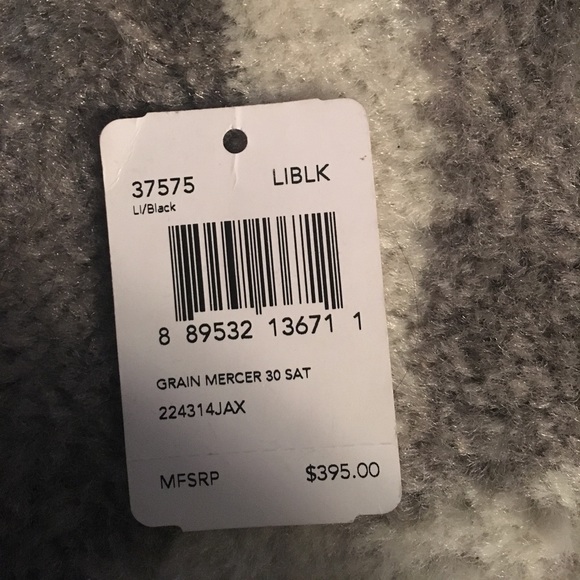 37575 LIBLK
LI/Black
8 89532 13671 1
GRAIN MERCER 30 SAT
224314JAX
MFSRP $395.00